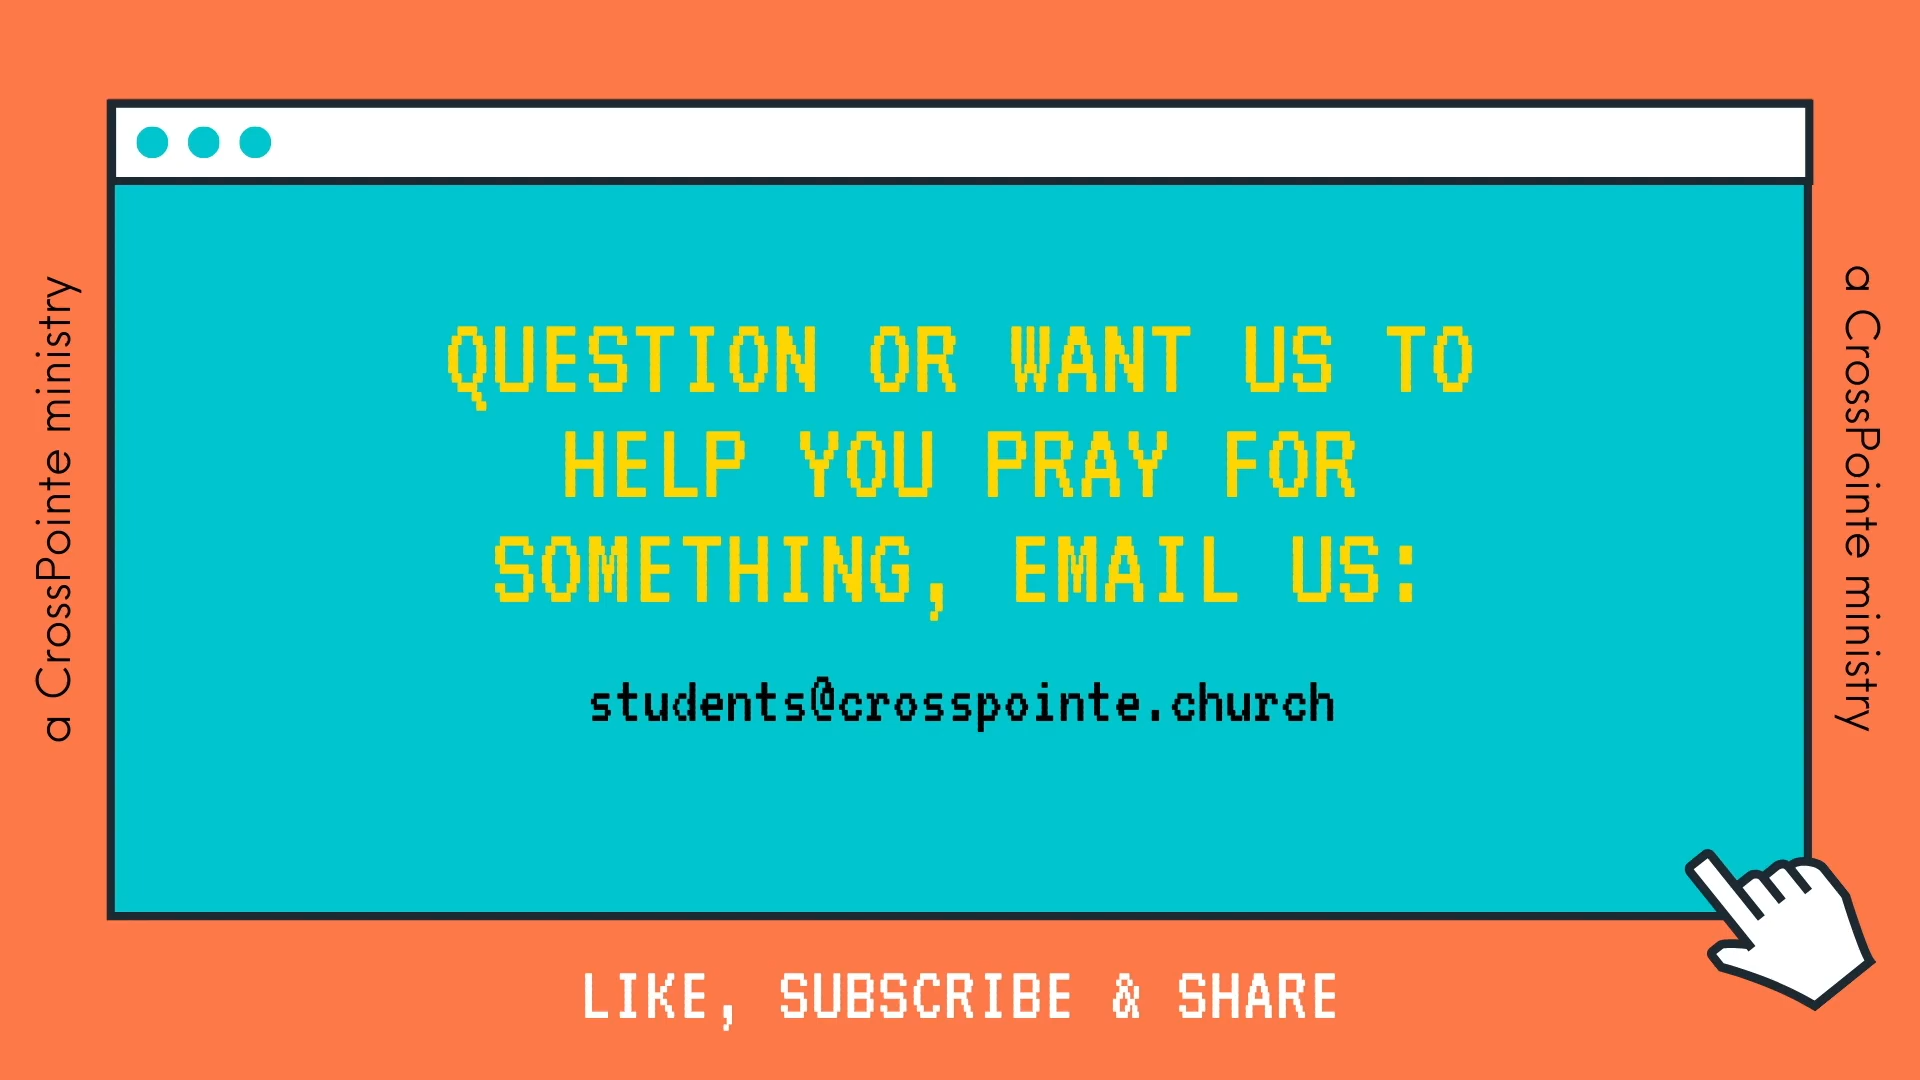 a CrossPointe ministry
QUESTION OR WANT US TO
HELP YOU PRAY FOR
SOMETHING, EMAIL US:
students@crosspointe.church
a CrossPointe ministry
LIKE, SUBSCRIBE & SHARE